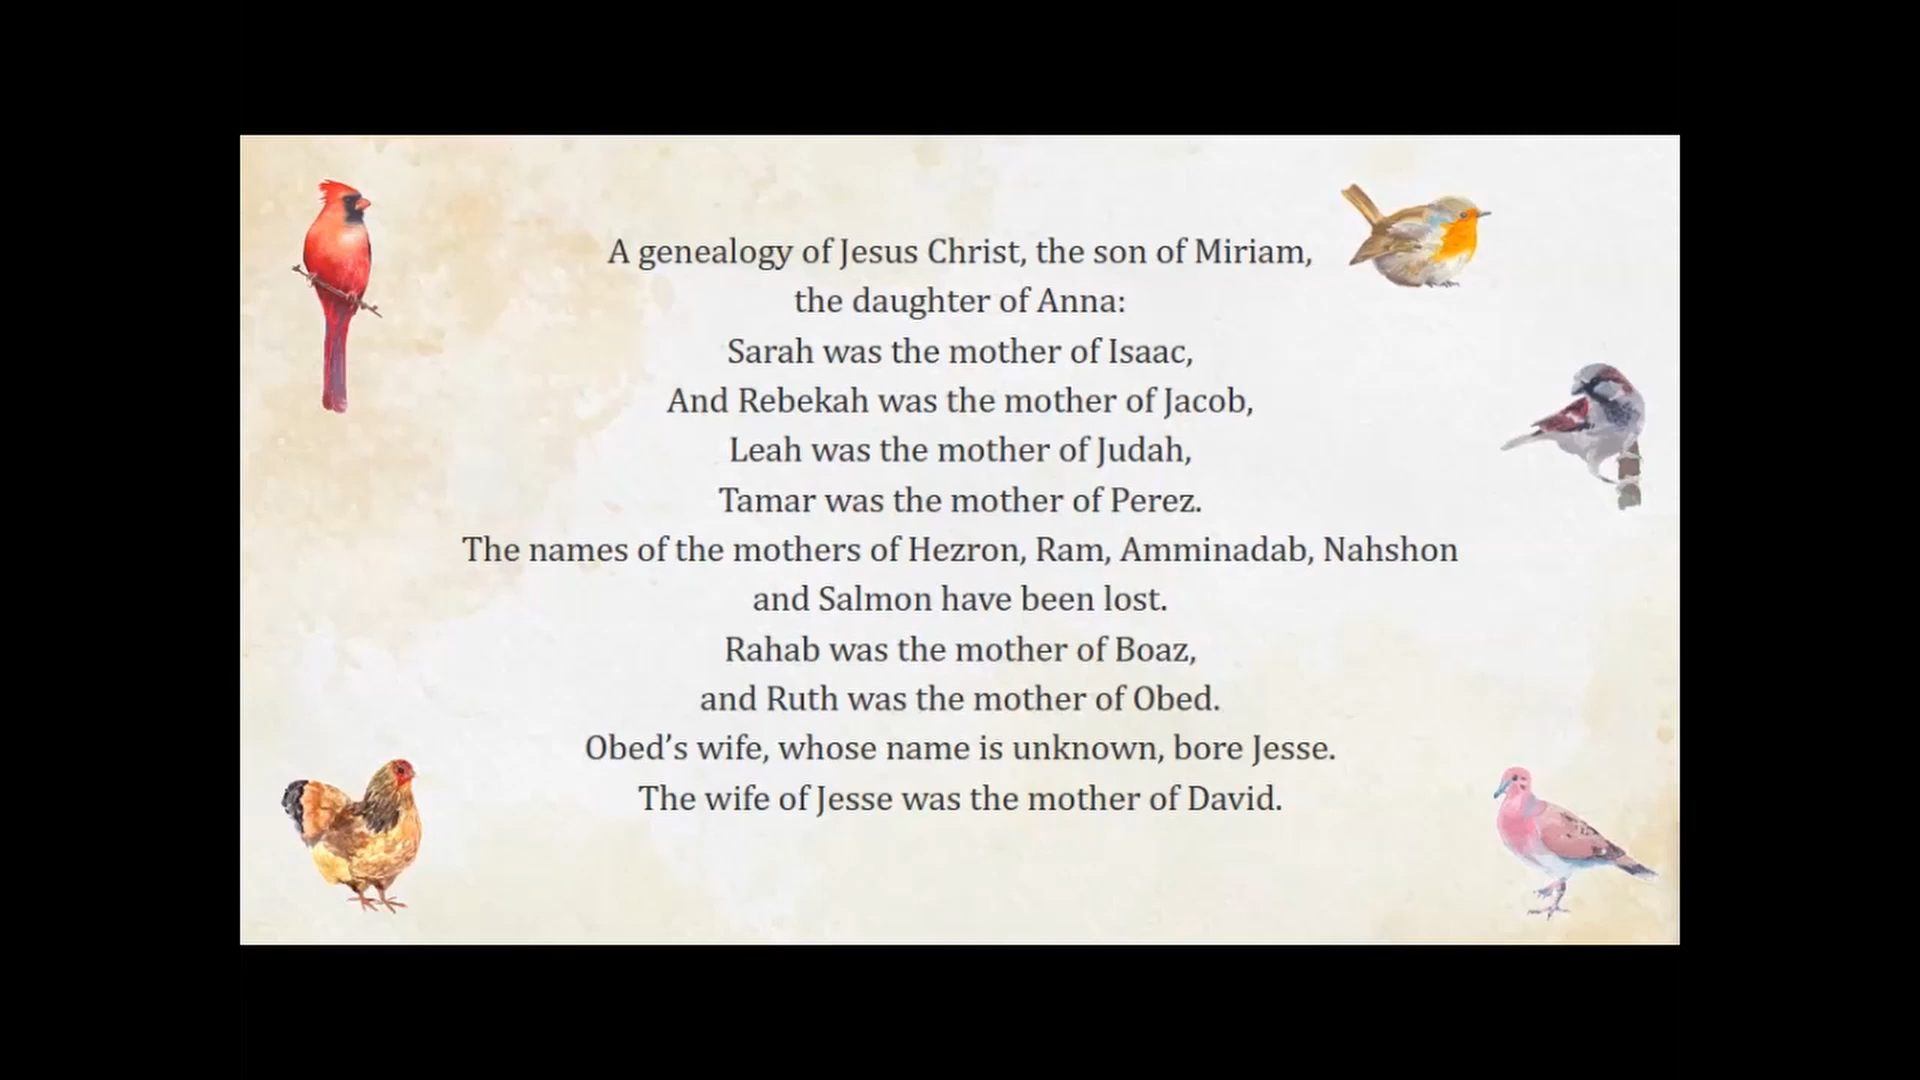 A genealogy of Jesus Christ, the son of Miriam,
the daughter of Anna:
Sarah was the mother of Isaac,
And Rebekah was the mother of Jacob,
Leah was the mother of Judah,
Tamar was the mother of Perez.
The names of the mothers of Hezron, Ram, Amminadab, Nahshon
and Salmon have been lost.
Rahab was the mother of Boaz,
and Ruth was the mother of Obed.
Obed’s wife, whose name is unknown, bore Jesse.
The wife of Jesse was the mother of David.